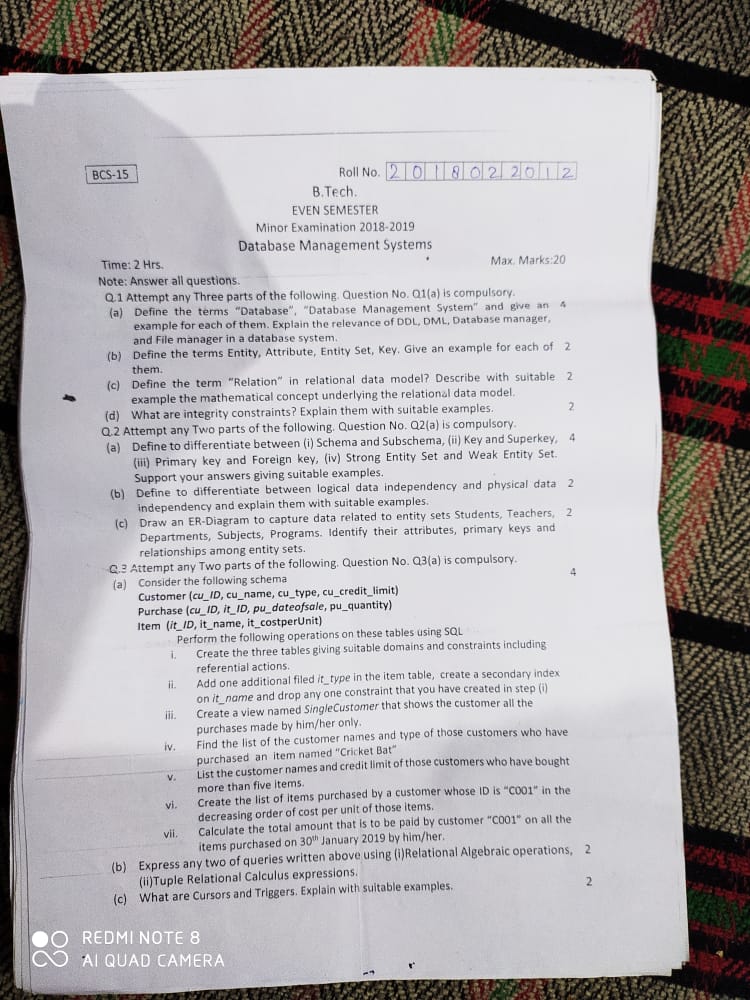 BCS-15
Roll No. 2018022012
B.Tech.
EVEN SEMESTER
Minor Examination 2018-2019
Database Management Systems
Time: 2 Hrs.
Max. Marks:20
Note: Answer all questions.
Q.1 Attempt any Three parts of the following. Question No. Q1(a) is compulsory.
(a) Define the terms "Database", "Database Management System" and give an 4
example for each of them. Explain the relevance of DDL, DML, Database manager,
and File manager in a database system.
(b) Define the terms Entity, Attribute, Entity Set, Key. Give an example for each of 2
them.
(c) Define the term "Relation" in relational data model? Describe with suitable 2
example the mathematical concept underlying the relational data model.
(d) What are integrity constraints? Explain them with suitable examples. 2
Q.2 Attempt any Two parts of the following. Question No. Q2(a) is compulsory.
(a) Define to differentiate between (i) Schema and Subschema, (ii) Key and Superkey, 4
(iii) Primary key and Foreign key, (iv) Strong Entity Set and Weak Entity Set.
Support your answers giving suitable examples.
(b) Define to differentiate between logical data independency and physical data 2
independency and explain them with suitable examples.
(c) Draw an ER-Diagram to capture data related to entity sets Students, Teachers, 2
Departments, Subjects, Programs. Identify their attributes, primary keys and
relationships among entity sets.
Q.3 Attempt any Two parts of the following. Question No. Q3(a) is compulsory.
(a) Consider the following schema 4
Customer (cu_ID, cu_name, cu_type, cu_credit_limit)
Purchase (cu_ID, it_ID, pu_dateofsale, pu_quantity)
Item (it_ID, it_name, it_costperUnit)
Perform the following operations on these tables using SQL
i. Create the three tables giving suitable domains and constraints including
referential actions.
ii. Add one additional filed it_type in the item table, create a secondary index
on it_name and drop any one constraint that you have created in step (i)
iii. Create a view named SingleCustomer that shows the customer all the
purchases made by him/her only.
iv. Find the list of the customer names and type of those customers who have
purchased an item named "Cricket Bat"
v. List the customer names and credit limit of those customers who have bought
more than five items.
vi. Create the list of items purchased by a customer whose ID is "C001" in the
decreasing order of cost per unit of those items.
vii. Calculate the total amount that is to be paid by customer "C001" on all the
items purchased on 30th January 2019 by him/her.
(b) Express any two of queries written above using (i)Relational Algebraic operations, 2
(ii)Tuple Relational Calculus expressions.
(c) What are Cursors and Triggers. Explain with suitable examples. 2
REDMI NOTE 8
AI QUAD CAMERA